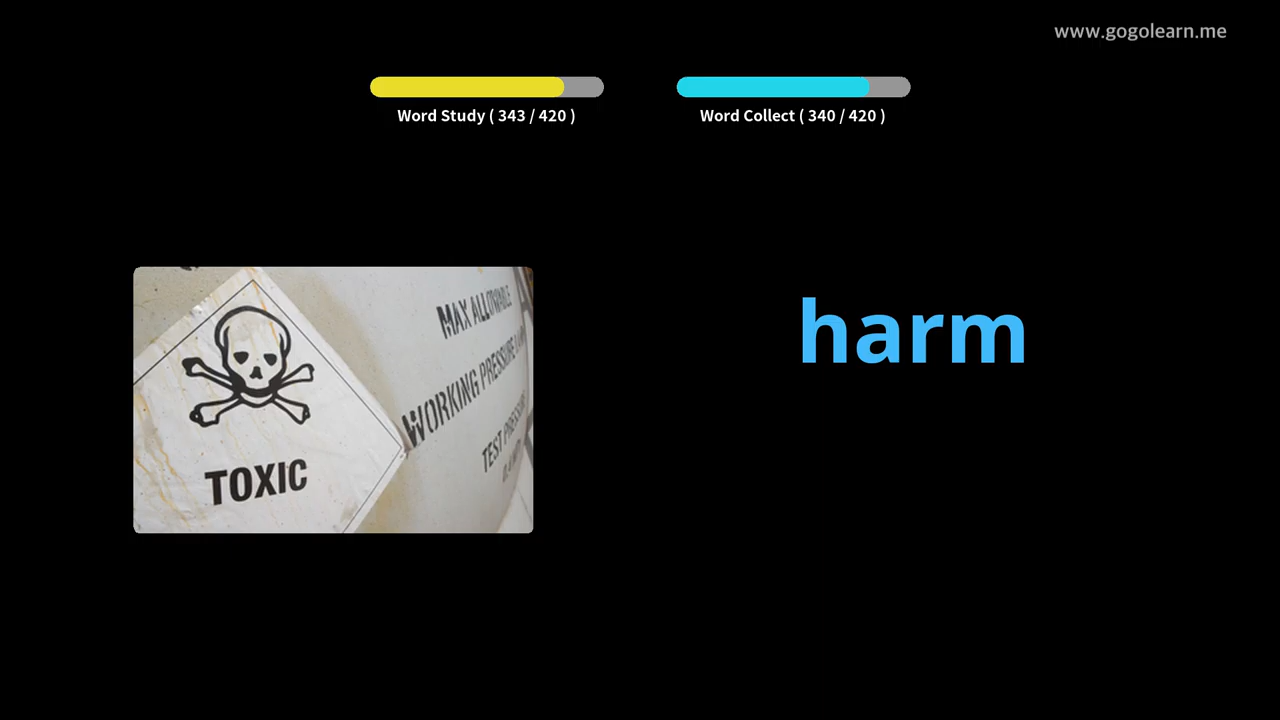 www.gogolearn.me
Word Study ( 343 / 420 )
Word Collect ( 340 / 420 )
MAX ALLOWABLE
WORKING PRESSURE
TEST PRESSURE
TOXIC
harm